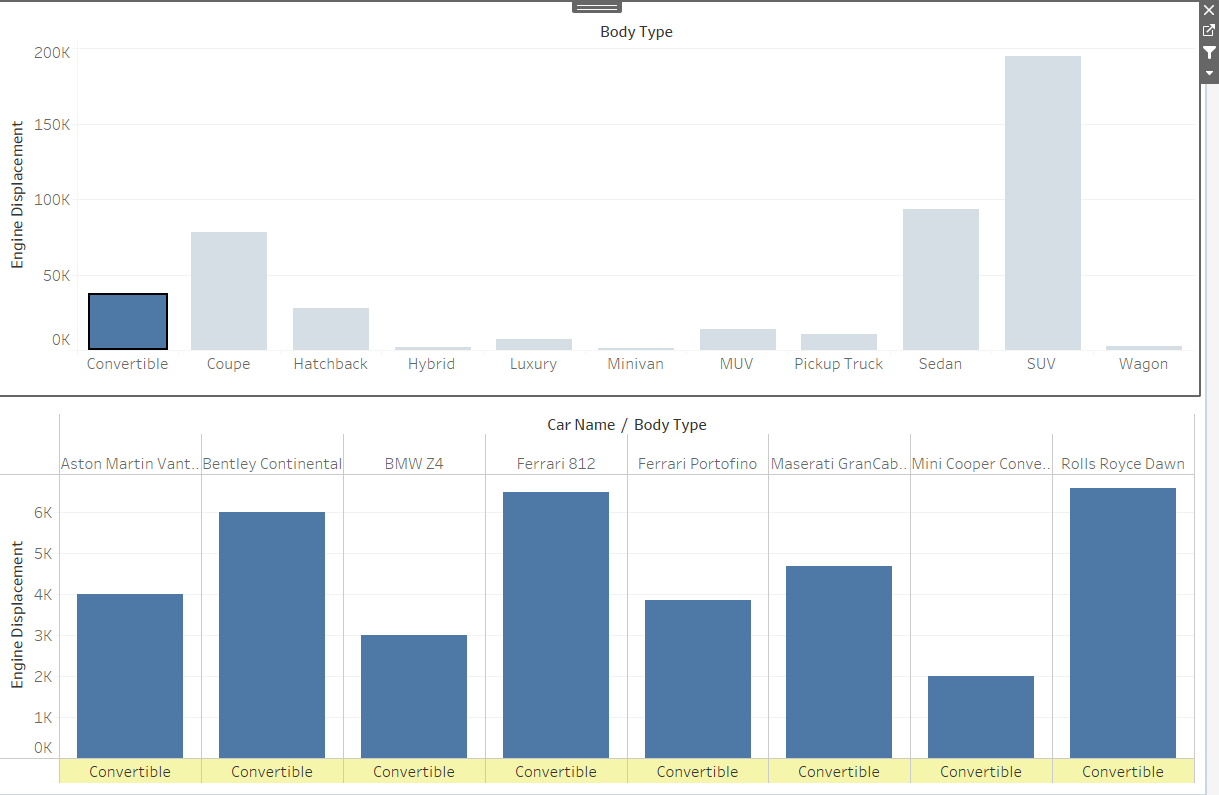 Body Type
200K
150K
100K
50K
0K
Engine Displacement
Convertible Coupe Hatchback Hybrid Luxury Minivan MUV Pickup Truck Sedan SUV Wagon
Car Name / Body Type
Aston Martin Vant.. Bentley Continental BMW Z4 Ferrari 812 Ferrari Portofino Maserati GranCab.. Mini Cooper Conve.. Rolls Royce Dawn
6K
5K
4K
3K
2K
1K
0K
Engine Displacement
Convertible Convertible Convertible Convertible Convertible Convertible Convertible Convertible